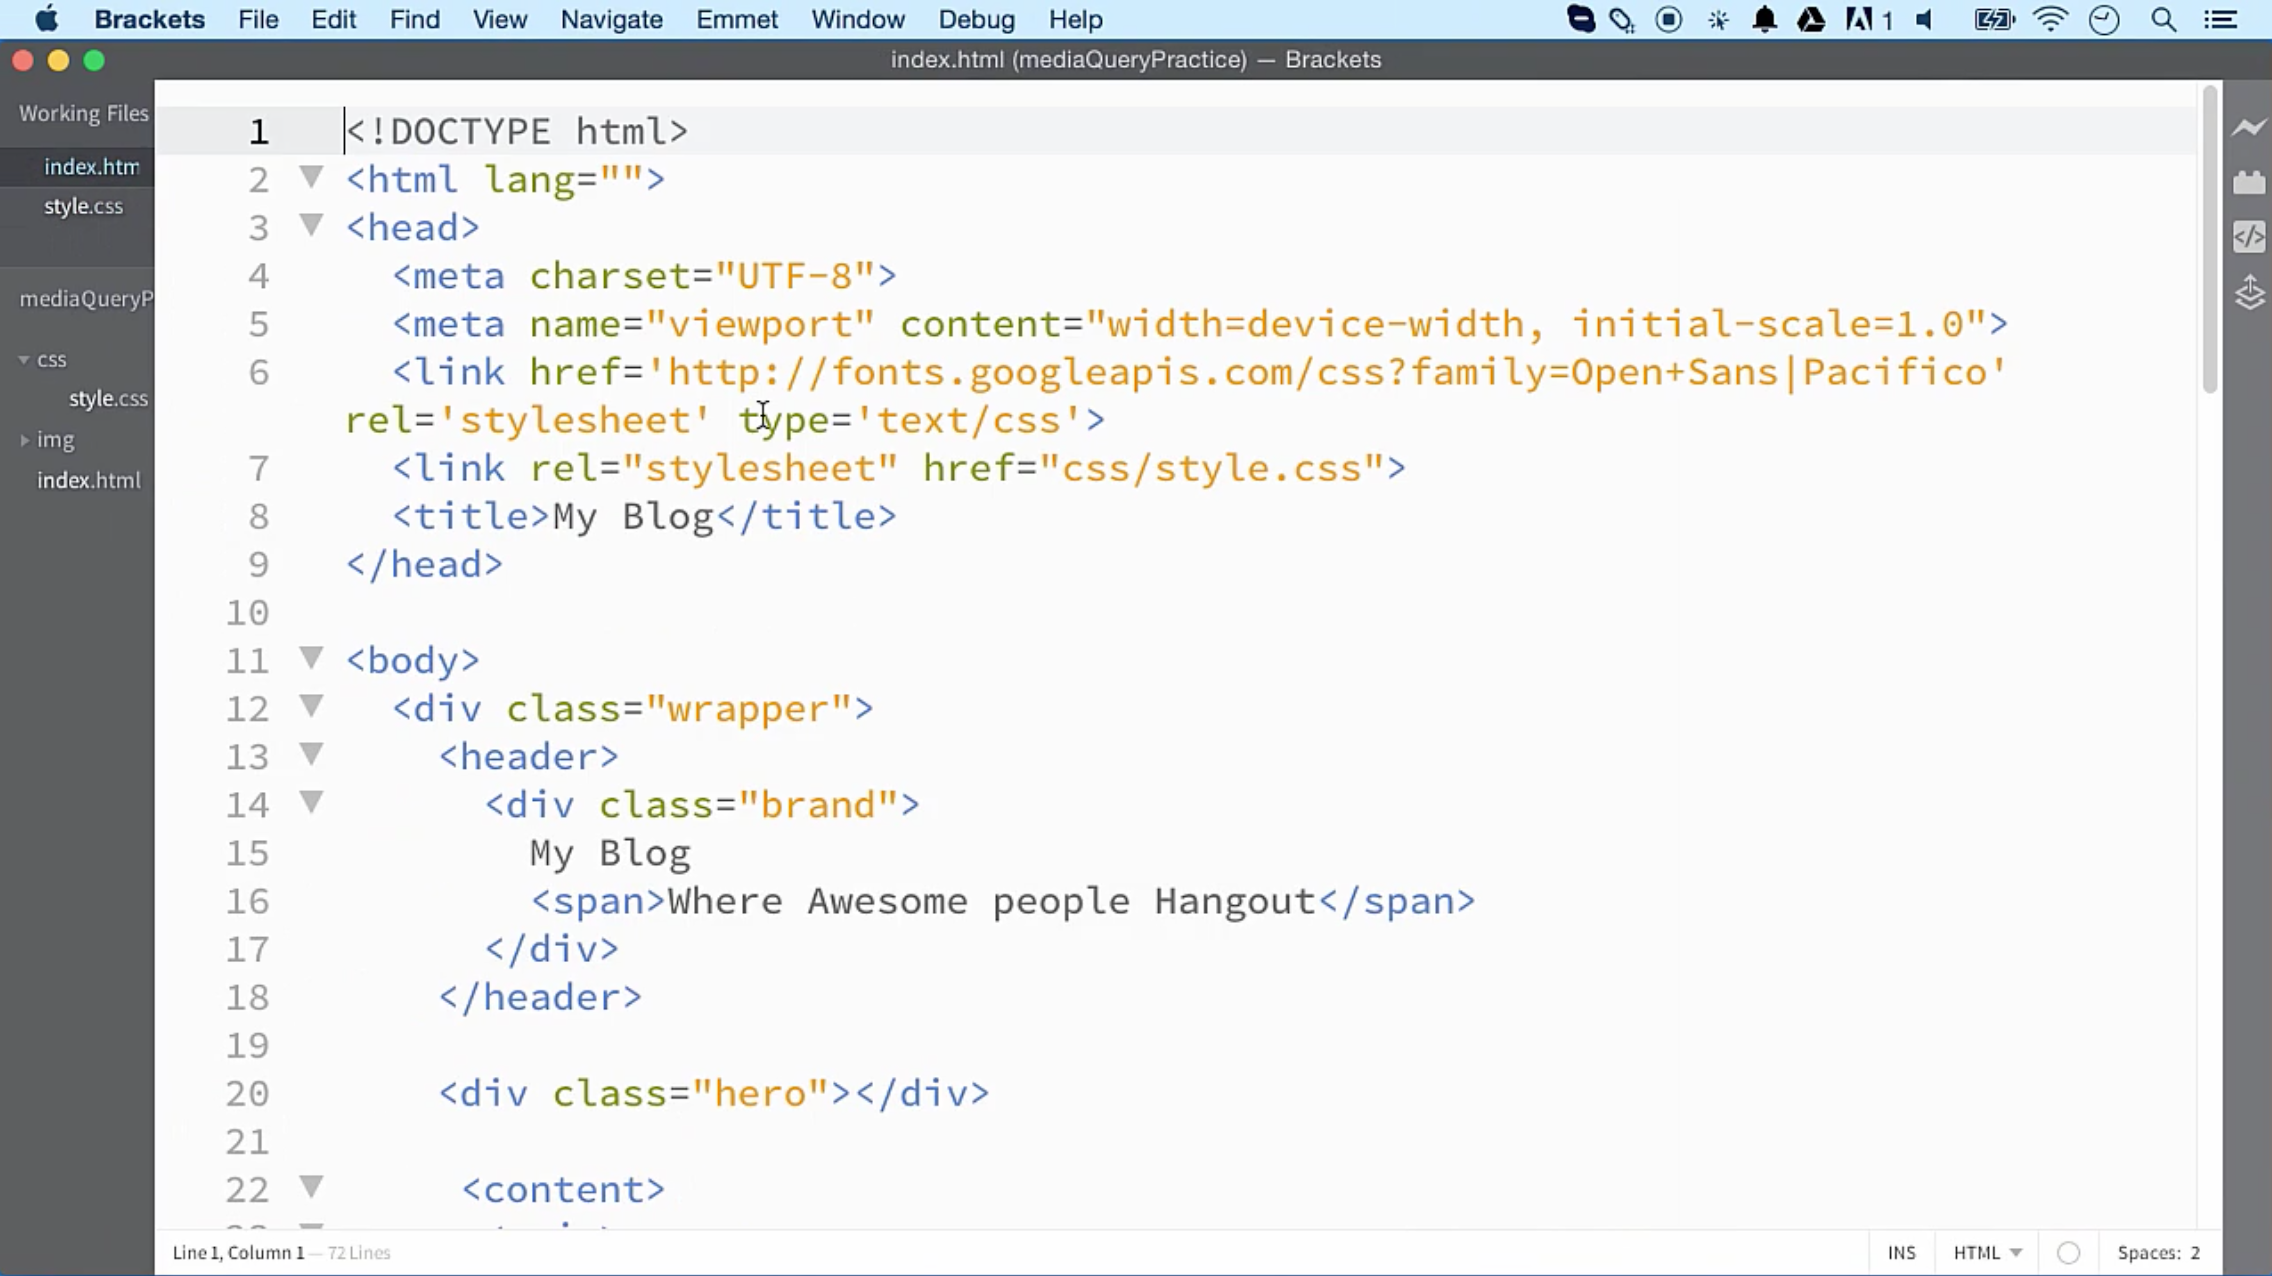 Brackets File Edit Find View Navigate Emmet Window Debug Help 1
index.html (mediaQueryPractice) — Brackets
Working Files
index.htm
style.css
mediaQueryP
css
style.css
img
index.html
1 <!DOCTYPE html>
2 <html lang="">
3 <head>
4 <meta charset="UTF-8">
5 <meta name="viewport" content="width=device-width, initial-scale=1.0">
6 <link href='http://fonts.googleapis.com/css?family=Open+Sans|Pacifico'
rel='stylesheet' type='text/css'>
7 <link rel="stylesheet" href="css/style.css">
8 <title>My Blog</title>
9 </head>
10
11 <body>
12 <div class="wrapper">
13 <header>
14 <div class="brand">
15 My Blog
16 <span>Where Awesome people Hangout</span>
17 </div>
18 </header>
19
20 <div class="hero"></div>
21
22 <content>
Line 1, Column 1 — 72 Lines INS HTML Spaces: 2